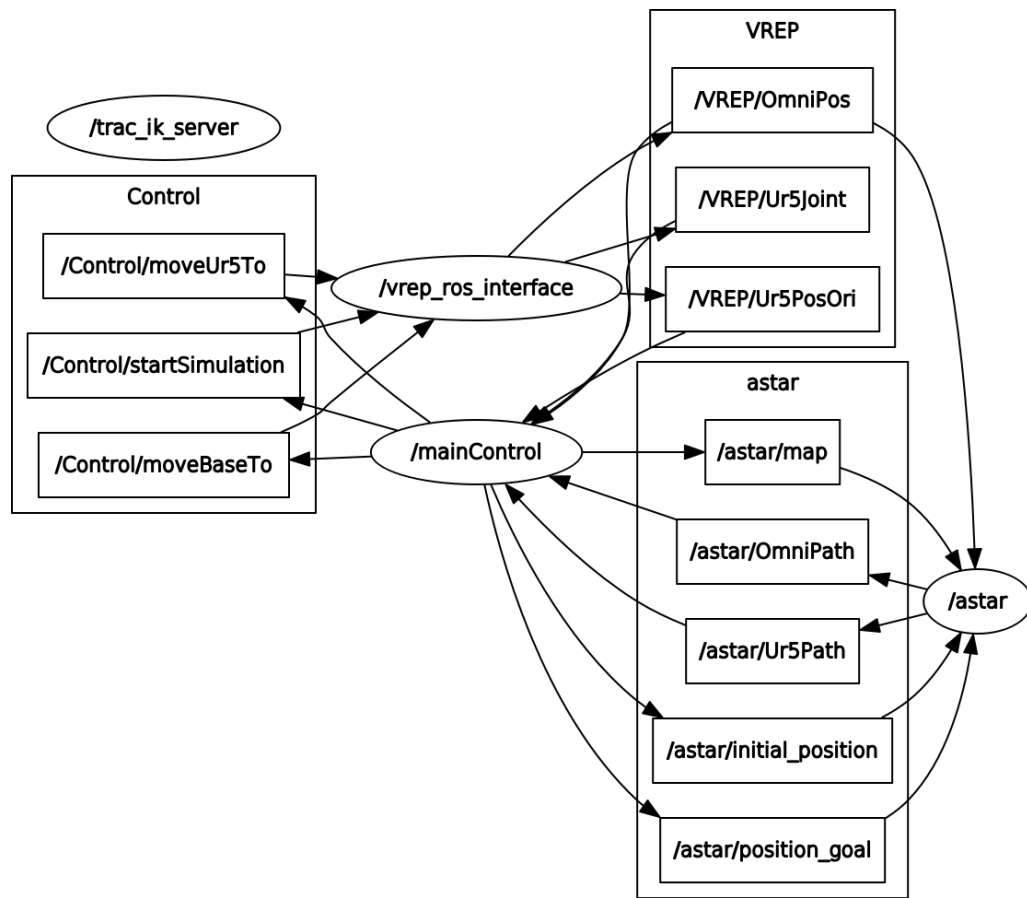 VREP
/VREP/OmniPos
/trac_ik_server
Control
/VREP/Ur5Joint
/Control/moveUr5To
/vrep_ros_interface
/VREP/Ur5PosOri
/Control/startSimulation
astar
/Control/moveBaseTo
/mainControl
/astar/map
/astar/OmniPath
/astar
/astar/Ur5Path
/astar/initial_position
/astar/position_goal